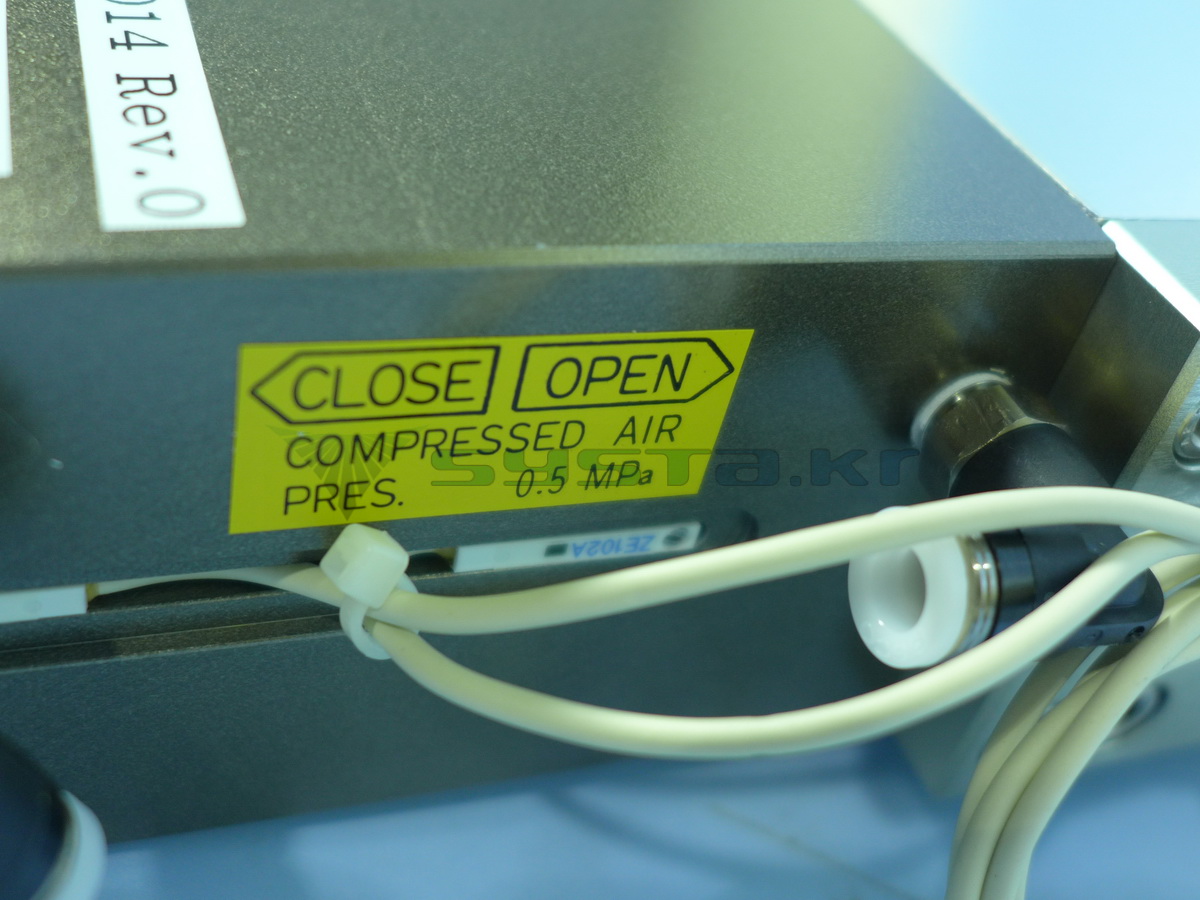 014 Rev.0
CLOSE OPEN
COMPRESSED AIR
PRES. 0.5 MPa
systa.kr
ZE102A